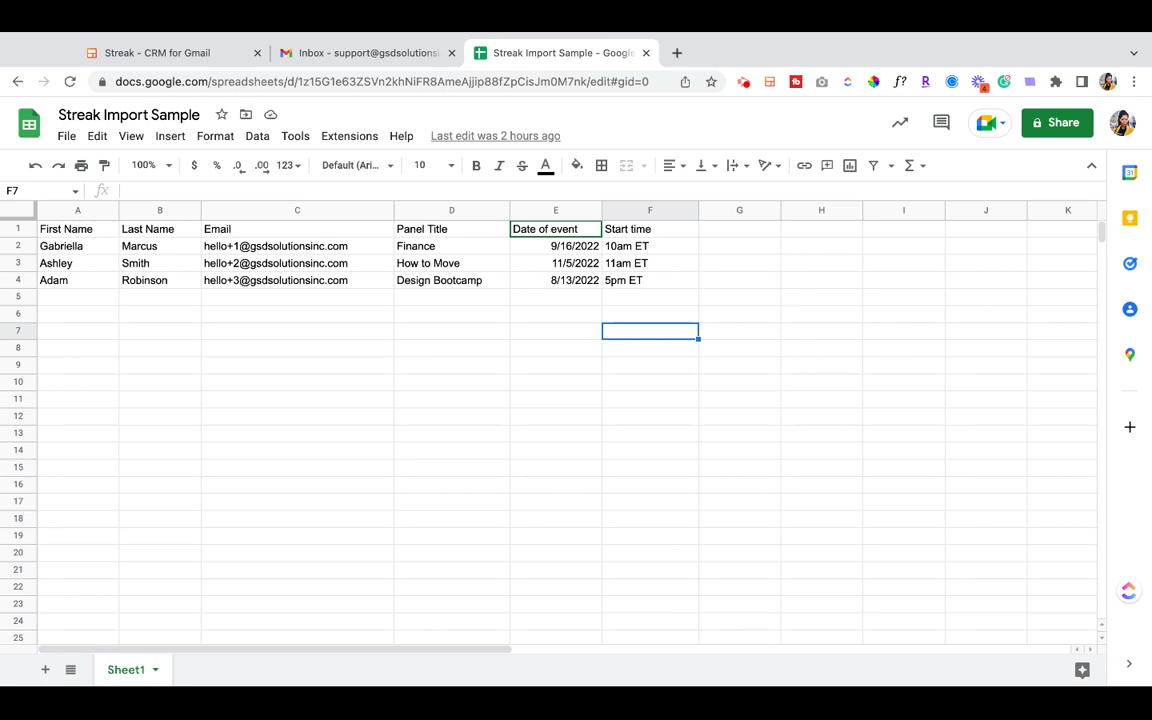 Streak - CRM for Gmail
Inbox - support@gsdsolutions
Streak Import Sample - Google
docs.google.com/spreadsheets/d/1z15G1e63ZSVn2khNiFR8AmeAjjip88fZpCisJm0M7nk/edit#gid=0
Streak Import Sample
File Edit View Insert Format Data Tools Extensions Help Last edit was 2 hours ago
Share
100% $ % .0 .00 123 Default (Ari... 10 B I S A
F7 fx
A B C D E F G H I J K
1 First Name Last Name Email Panel Title Date of event Start time
2 Gabriella Marcus hello+1@gsdsolutionsinc.com Finance 9/16/2022 10am ET
3 Ashley Smith hello+2@gsdsolutionsinc.com How to Move 11/5/2022 11am ET
4 Adam Robinson hello+3@gsdsolutionsinc.com Design Bootcamp 8/13/2022 5pm ET
5
6
7
8
9
10
11
12
13
14
15
16
17
18
19
20
21
22
23
24
25
Sheet1